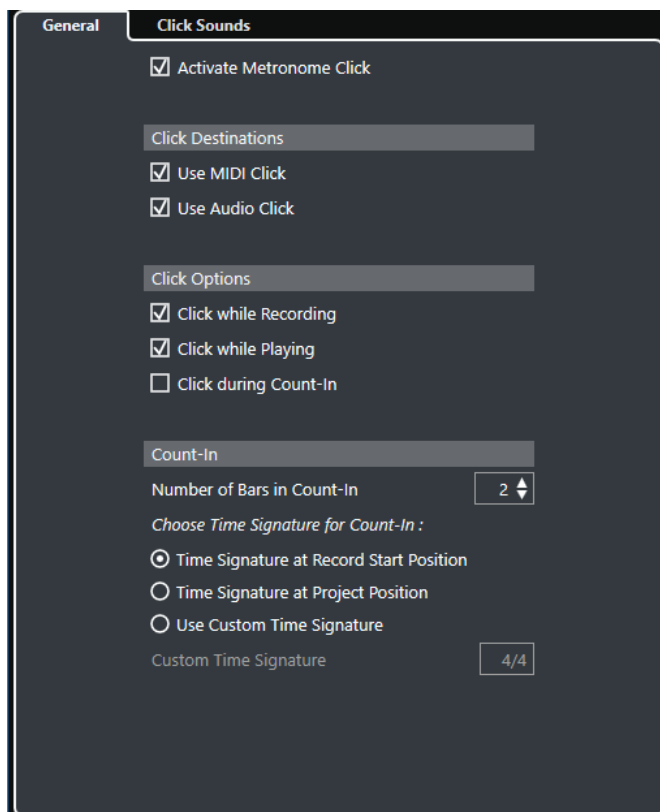 General Click Sounds
Activate Metronome Click
Click Destinations
Use MIDI Click
Use Audio Click
Click Options
Click while Recording
Click while Playing
Click during Count-In
Count-In
Number of Bars in Count-In 2
Choose Time Signature for Count-In :
Time Signature at Record Start Position
Time Signature at Project Position
Use Custom Time Signature
Custom Time Signature 4/4